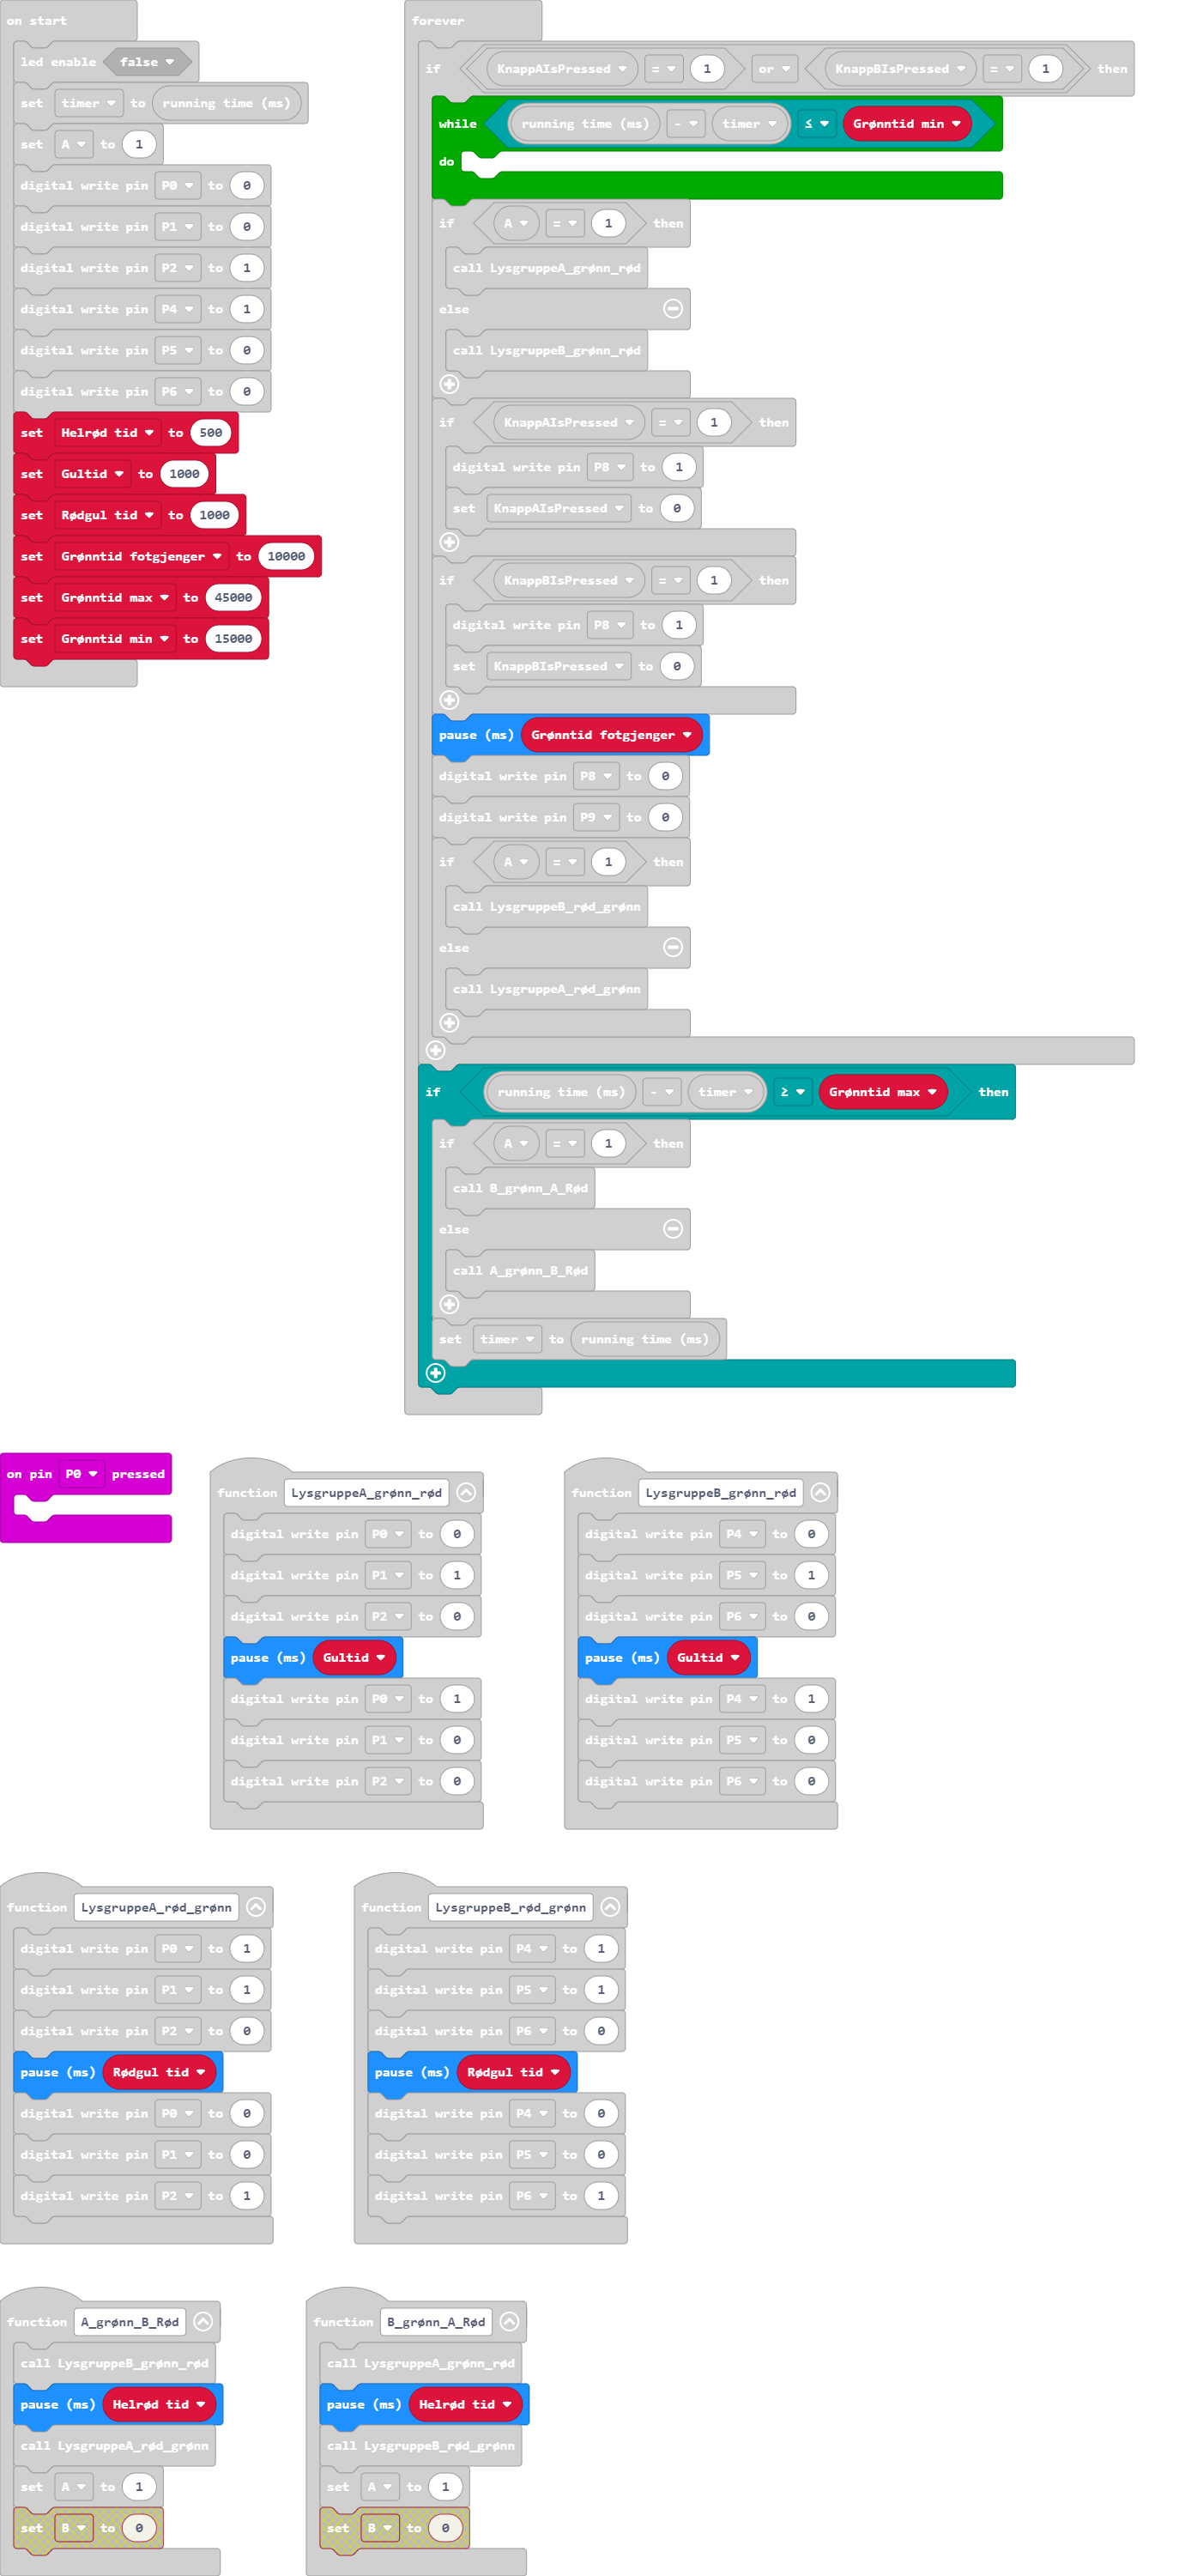 on start
led enable false
set timer to running time (ms)
set A to 1
digital write pin P0 to 0
digital write pin P1 to 0
digital write pin P2 to 1
digital write pin P4 to 1
digital write pin P5 to 0
digital write pin P6 to 0
set Helrød tid to 500
set Gultid to 1000
set Rødgul tid to 1000
set Grønntid fotgjenger to 10000
set Grønntid max to 45000
set Grønntid min to 15000
forever
if KnappAIsPressed = 1 or KnappBIsPressed = 1 then
while running time (ms) - timer ≤ Grønntid min
do
if A = 1 then
call LysgruppeA_grønn_rød
else
call LysgruppeB_grønn_rød
if KnappAIsPressed = 1 then
digital write pin P8 to 1
set KnappAIsPressed to 0
if KnappBIsPressed = 1 then
digital write pin P8 to 1
set KnappBIsPressed to 0
pause (ms) Grønntid fotgjenger
digital write pin P8 to 0
digital write pin P9 to 0
if A = 1 then
call LysgruppeB_rød_grønn
else
call LysgruppeA_rød_grønn
if running time (ms) - timer ≥ Grønntid max then
if A = 1 then
call B_grønn_A_Rød
else
call A_grønn_B_Rød
set timer to running time (ms)
on pin P0 pressed
function LysgruppeA_grønn_rød
digital write pin P0 to 0
digital write pin P1 to 1
digital write pin P2 to 0
pause (ms) Gultid
digital write pin P0 to 1
digital write pin P1 to 0
digital write pin P2 to 0
function LysgruppeB_grønn_rød
digital write pin P4 to 0
digital write pin P5 to 1
digital write pin P6 to 0
pause (ms) Gultid
digital write pin P4 to 1
digital write pin P5 to 0
digital write pin P6 to 0
function LysgruppeA_rød_grønn
digital write pin P0 to 1
digital write pin P1 to 1
digital write pin P2 to 0
pause (ms) Rødgul tid
digital write pin P0 to 0
digital write pin P1 to 0
digital write pin P2 to 1
function LysgruppeB_rød_grønn
digital write pin P4 to 1
digital write pin P5 to 1
digital write pin P6 to 0
pause (ms) Rødgul tid
digital write pin P4 to 0
digital write pin P5 to 0
digital write pin P6 to 1
function A_grønn_B_Rød
call LysgruppeB_grønn_rød
pause (ms) Helrød tid
call LysgruppeA_rød_grønn
set A to 1
set B to 0
function B_grønn_A_Rød
call LysgruppeA_grønn_rød
pause (ms) Helrød tid
call LysgruppeB_rød_grønn
set A to 1
set B to 0